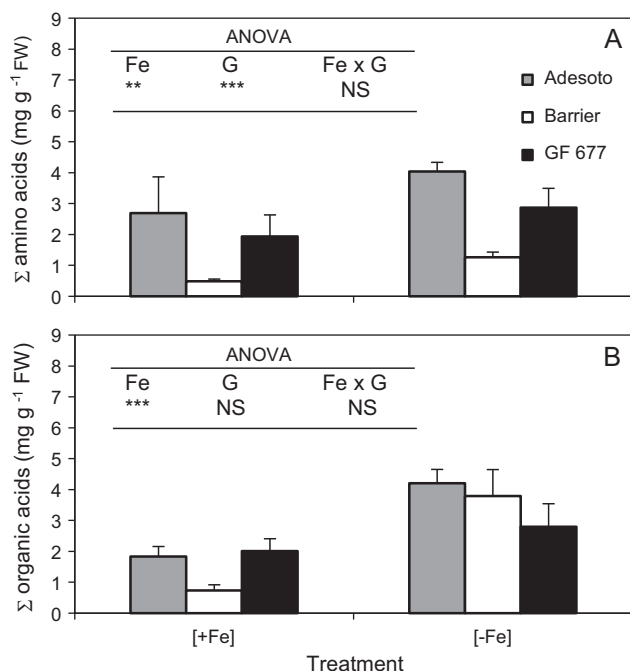 9
8
7
6
5
4
3
2
1
0
Σ amino acids (mg g -1 FW)
ANOVA
Fe G Fe x G
** *** NS
A
Adesoto
Barrier
GF 677
9
8
7
6
5
4
3
2
1
0
Σ organic acids (mg g -1 FW)
ANOVA
Fe G Fe x G
*** NS NS
B
[+Fe] [-Fe]
Treatment